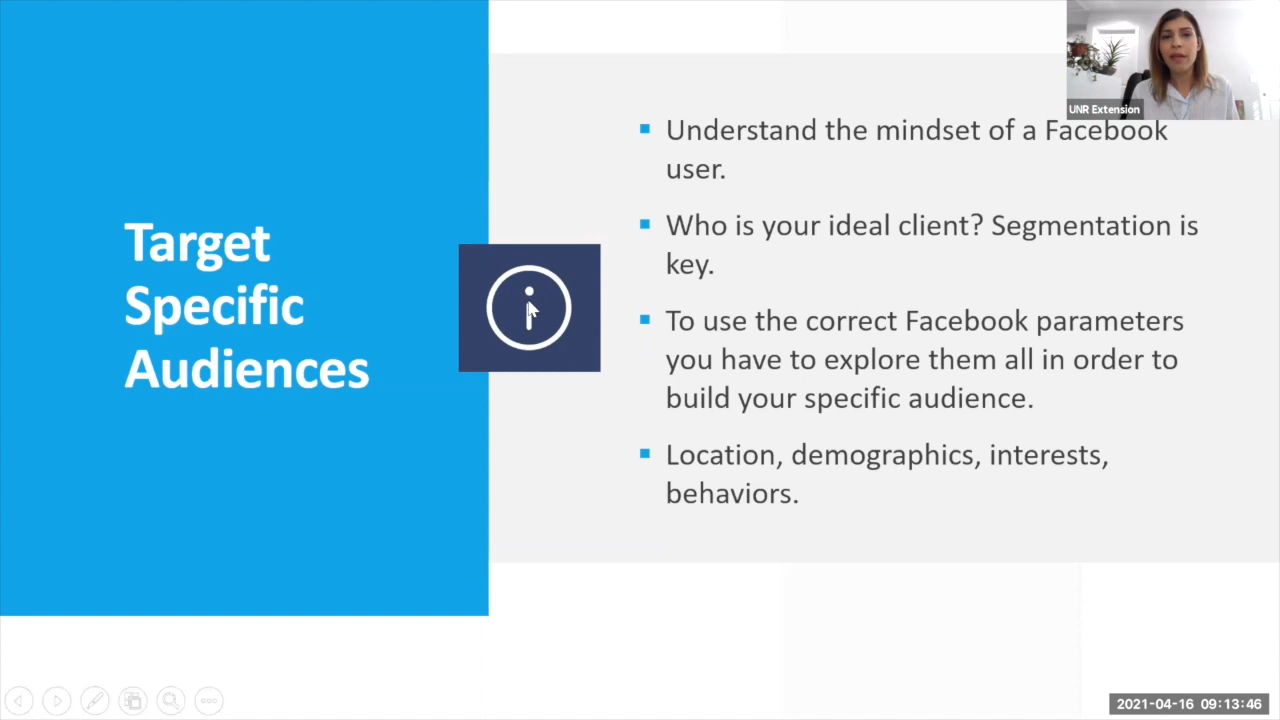 Target
Specific
Audiences
UNR Extension
▪ Understand the mindset of a Facebook
user.
▪ Who is your ideal client? Segmentation is
key.
▪ To use the correct Facebook parameters
you have to explore them all in order to
build your specific audience.
▪ Location, demographics, interests,
behaviors.
2021-04-16 09:13:46